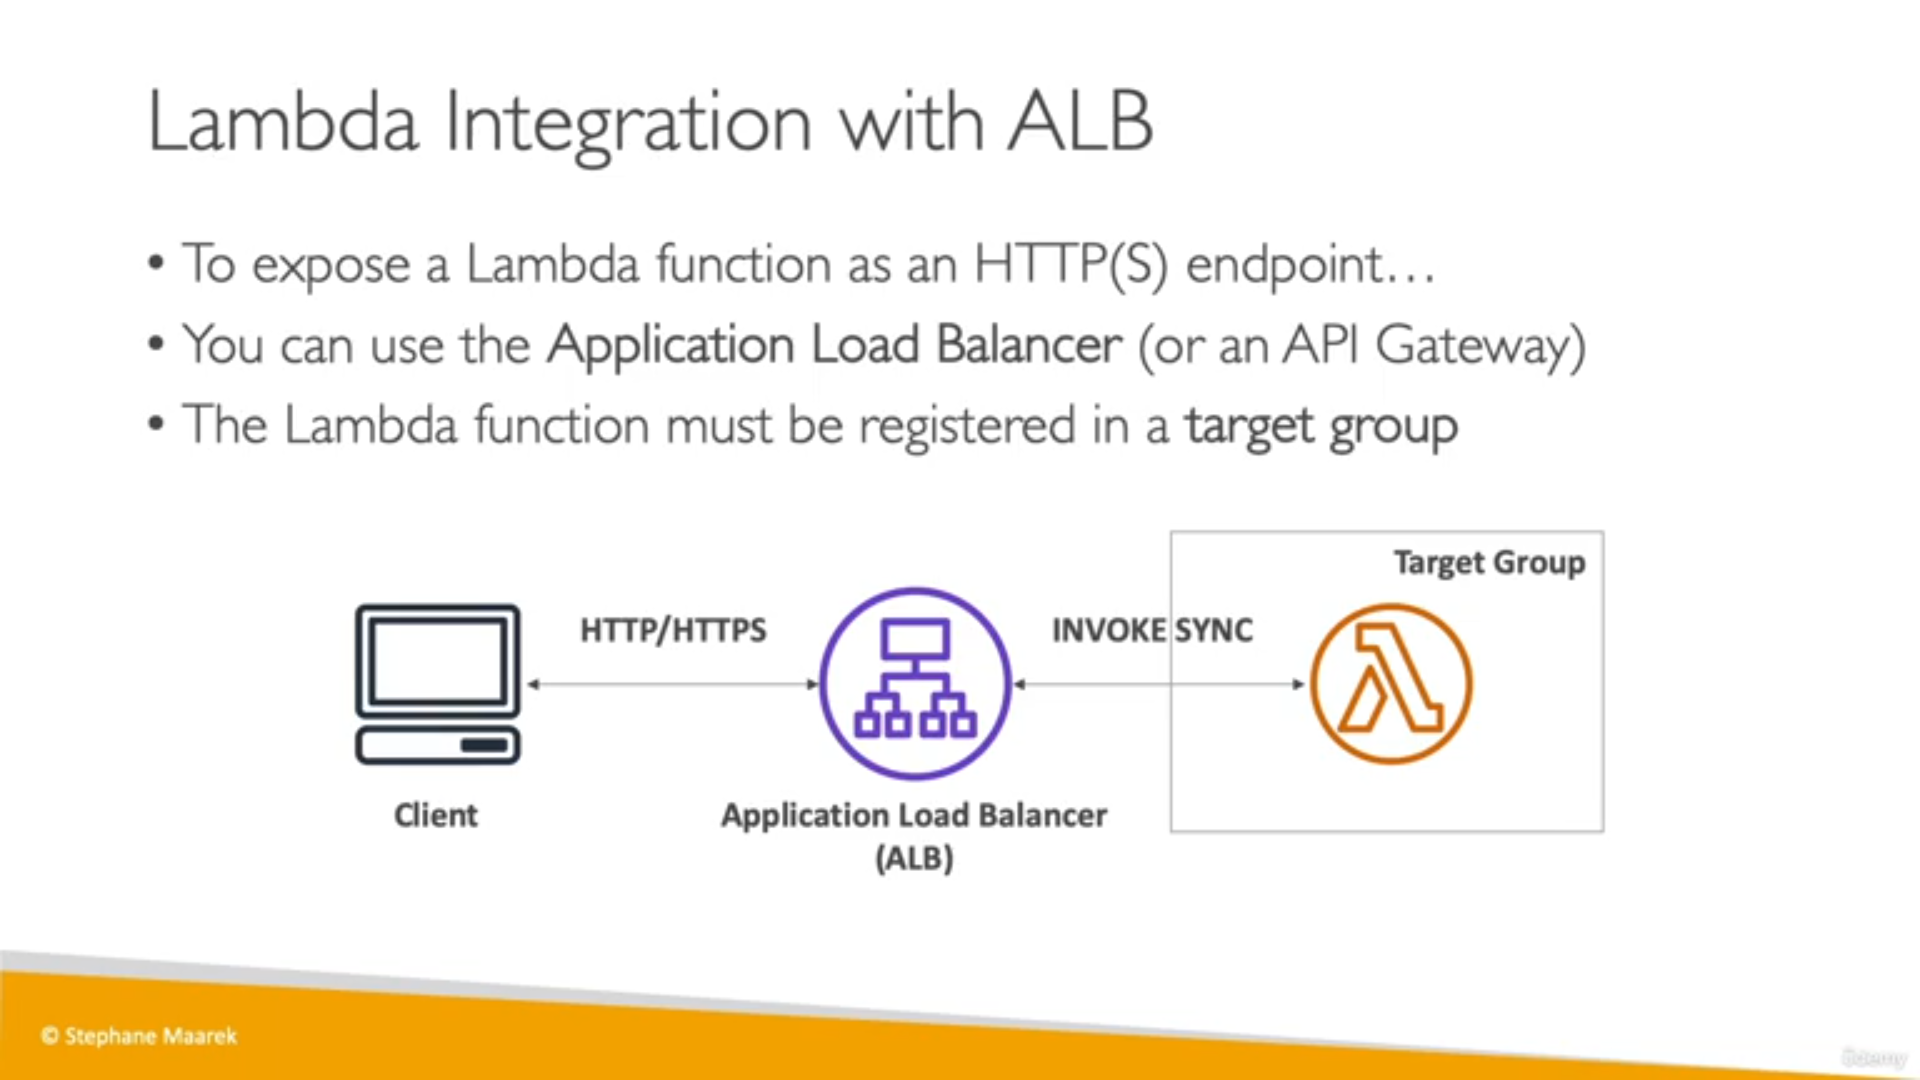 Lambda Integration with ALB
• To expose a Lambda function as an HTTP(S) endpoint…
• You can use the Application Load Balancer (or an API Gateway)
• The Lambda function must be registered in a target group
Target Group
HTTP/HTTPS
INVOKE SYNC
Client
Application Load Balancer
(ALB)
© Stephane Maarek
ûdemy